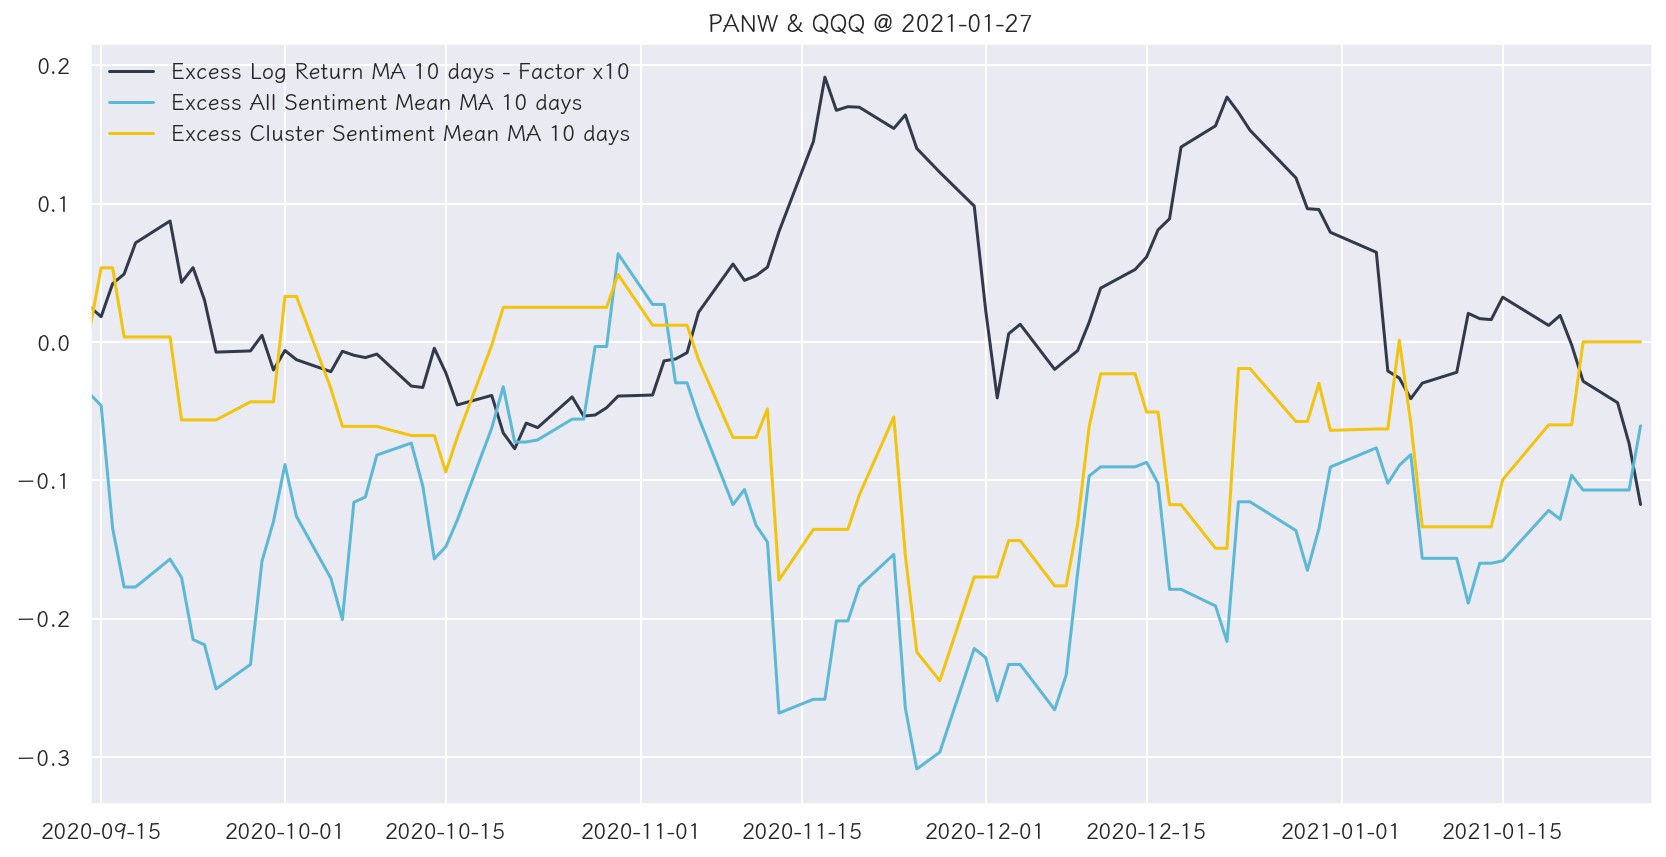 PANW & QQQ @ 2021-01-27
Excess Log Return MA 10 days - Factor x10
Excess All Sentiment Mean MA 10 days
Excess Cluster Sentiment Mean MA 10 days
0.2
0.1
0.0
−0.1
−0.2
−0.3
2020-09-15 2020-10-01 2020-10-15 2020-11-01 2020-11-15 2020-12-01 2020-12-15 2021-01-01 2021-01-15